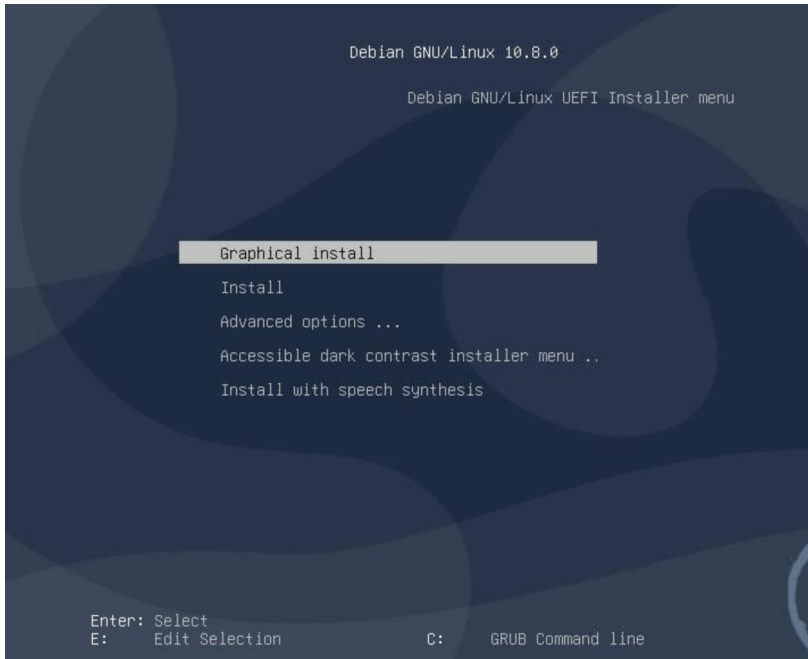 Debian GNU/Linux 10.8.0
Debian GNU/Linux UEFI Installer menu
Graphical install
Install
Advanced options ...
Accessible dark contrast installer menu ..
Install with speech synthesis
Enter: Select
E: Edit Selection C: GRUB Command line